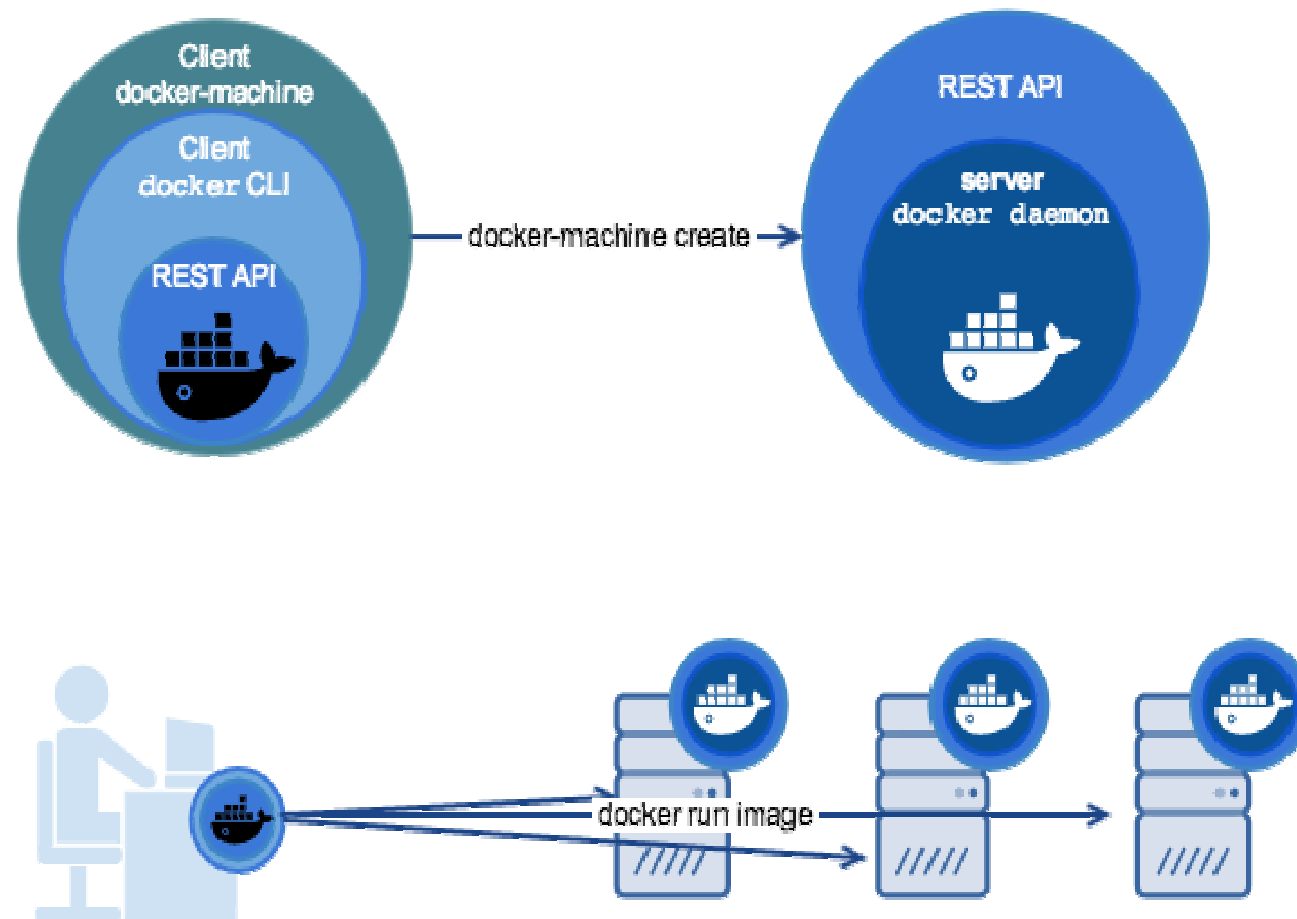 Client
docker-machine
Client
docker CLI
REST API
docker-machine create
REST API
server
docker daemon
docker run image